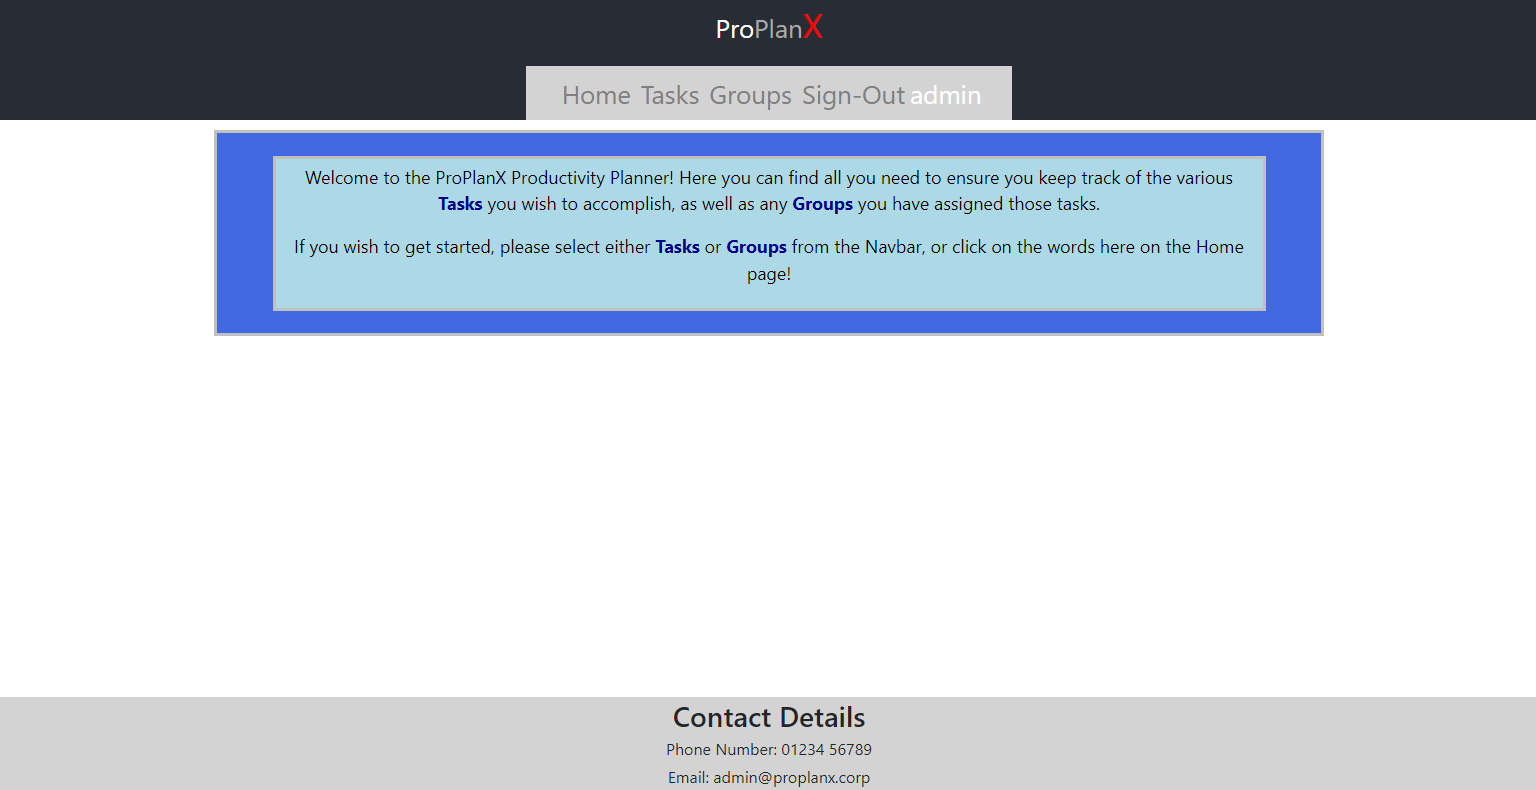 ProPlanX
Home Tasks Groups Sign-Out admin
Welcome to the ProPlanX Productivity Planner! Here you can find all you need to ensure you keep track of the various
Tasks you wish to accomplish, as well as any Groups you have assigned those tasks.
If you wish to get started, please select either Tasks or Groups from the Navbar, or click on the words here on the Home
page!
Contact Details
Phone Number: 01234 56789
Email: admin@proplanx.corp